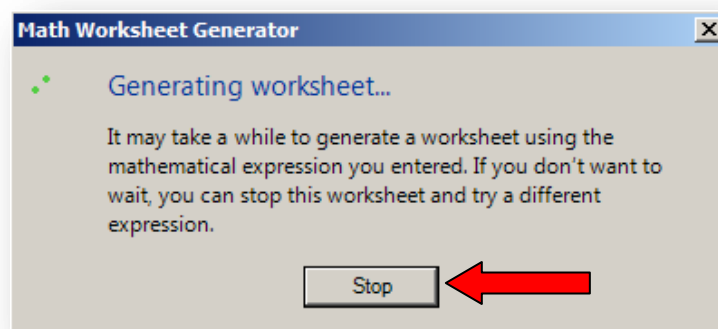 Math Worksheet Generator
Generating worksheet...
It may take a while to generate a worksheet using the
mathematical expression you entered. If you don't want to
wait, you can stop this worksheet and try a different
expression.
Stop